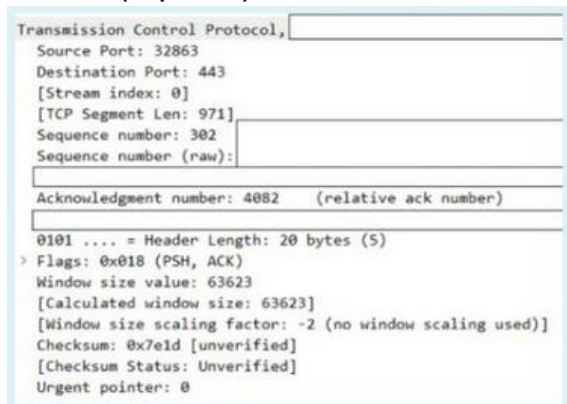 Transmission Control Protocol,
Source Port: 32863
Destination Port: 443
[Stream index: 0]
[TCP Segment Len: 971]
Sequence number: 302
Sequence number (raw):
Acknowledgment number: 4082 (relative ack number)
0101 .... = Header Length: 20 bytes (5)
> Flags: 0x018 (PSH, ACK)
Window size value: 63623
[Calculated window size: 63623]
[Window size scaling factor: -2 (no window scaling used)]
Checksum: 0x7e1d [unverified]
[Checksum Status: Unverified]
Urgent pointer: 0